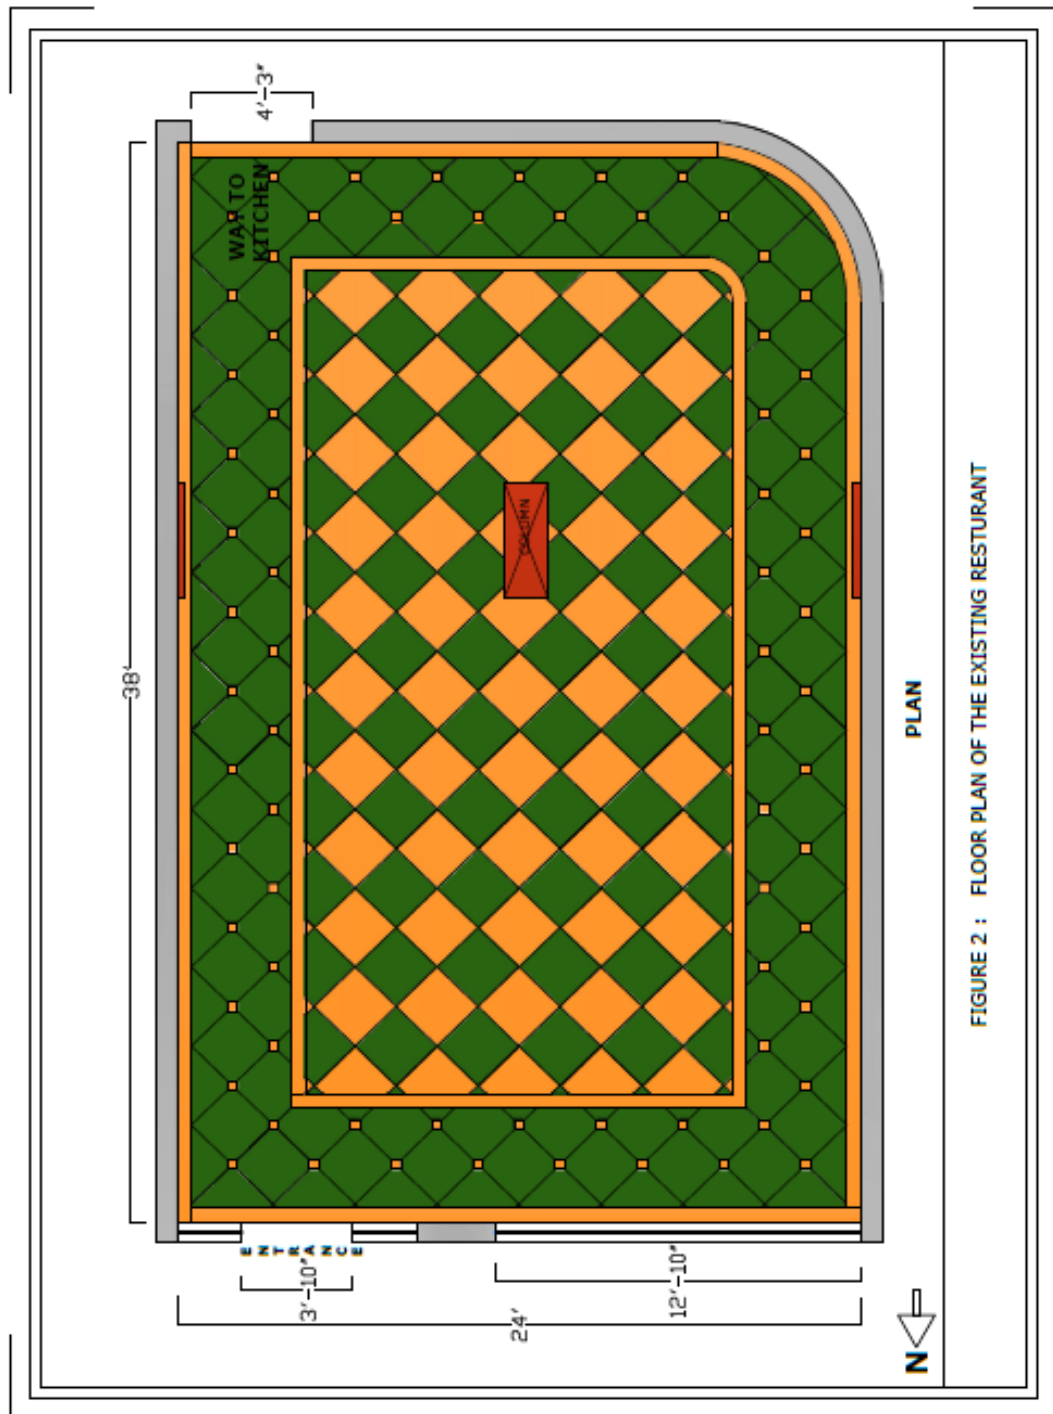 4'-3"
WAY TO
KITCHEN
COLUMN
38'
ENTRANCE
3'-10"
12'-10"
24'
N
PLAN
FIGURE 2 : FLOOR PLAN OF THE EXISTING RESTURANT